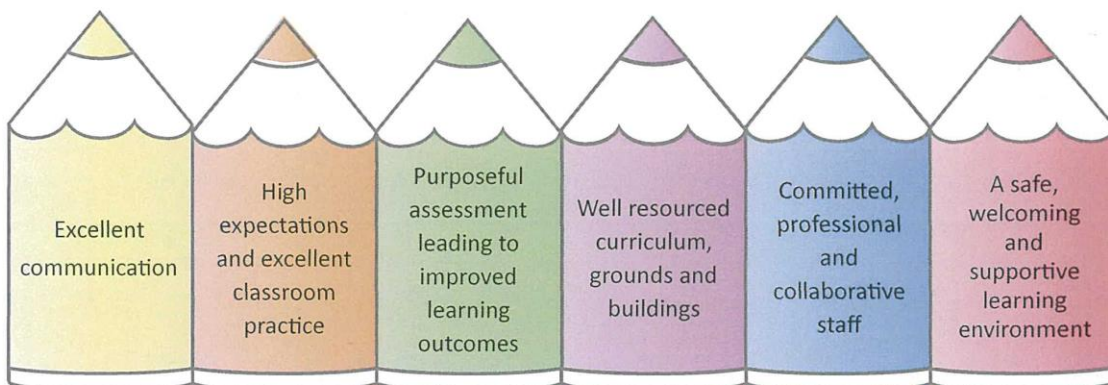 Excellent
communication
High
expectations
and excellent
classroom
practice
Purposeful
assessment
leading to
improved
learning
outcomes
Well resourced
curriculum,
grounds and
buildings
Committed,
professional
and
collaborative
staff
A safe,
welcoming
and
supportive
learning
environment